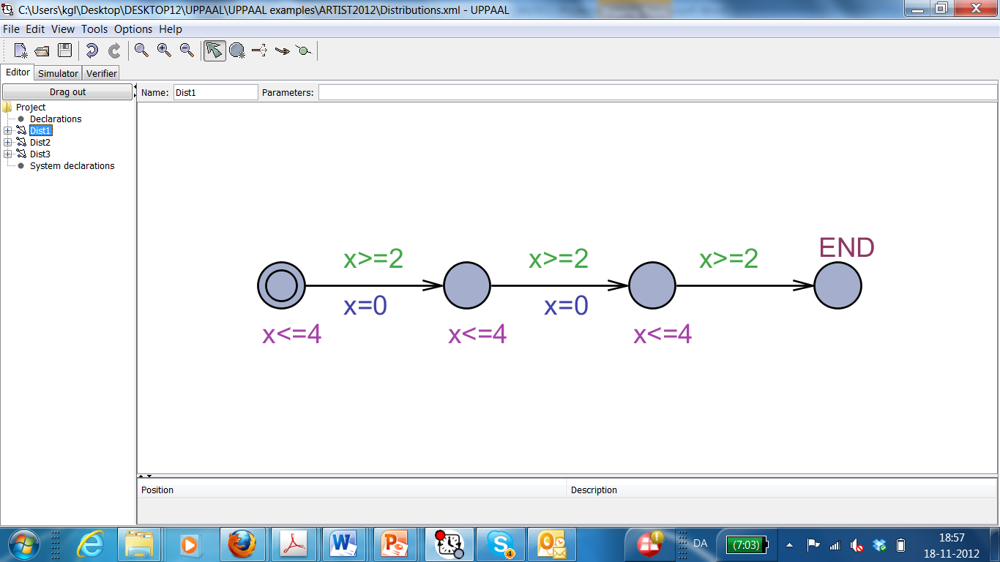 C:\Users\kgl\Desktop\DESKTOP12\UPPAAL\UPPAAL examples\ARTIST2012\Distributions.xml - UPPAAL
File Edit View Tools Options Help
Editor Simulator Verifier
Drag out
Name: Dist1 Parameters:
Project
Declarations
Dist1
Dist2
Dist3
System declarations
END
x>=2 x>=2 x>=2
x=0 x=0
x<=4 x<=4 x<=4
Position Description
DA (7:03) 18:57
18-11-2012
4